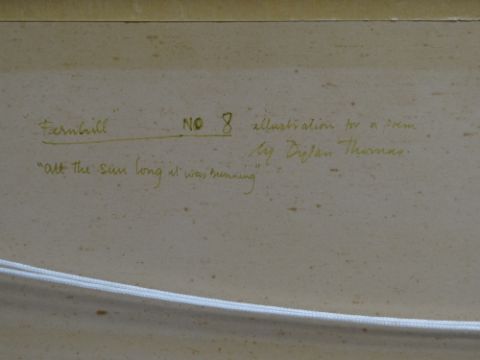 "Fernhill" NO 8 illustration for a poem
by Dylan Thomas.
"all the sun long it was running"